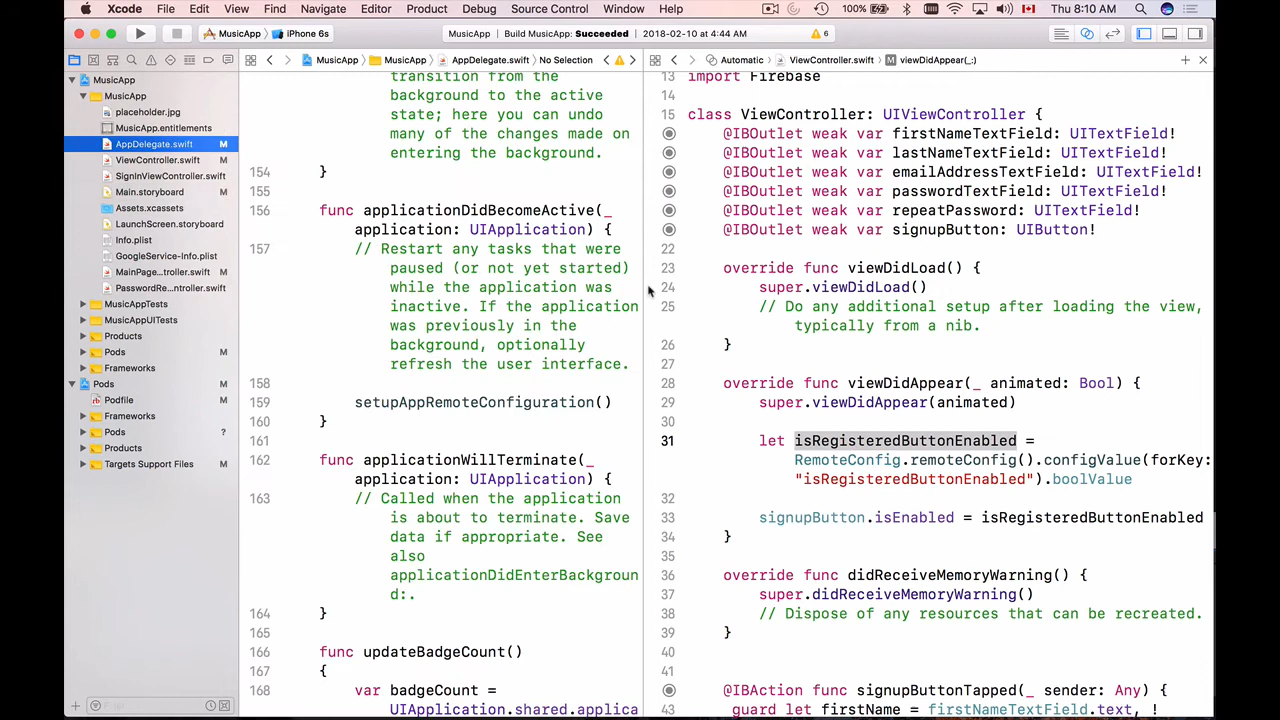 Xcode File Edit View Find Navigate Editor Product Debug Source Control Window Help 100% Thu 8:10 AM
MusicApp iPhone 6s MusicApp | Build MusicApp: Succeeded | 2018-02-10 at 4:44 AM 6
MusicApp MusicApp AppDelegate.swift No Selection
Automatic ViewController.swift M viewDidAppear(_:)
MusicApp
MusicApp
placeholder.jpg
MusicApp.entitlements
AppDelegate.swift M
ViewController.swift M
SignInViewController.swift
Main.storyboard M
Assets.xcassets
LaunchScreen.storyboard
Info.plist
GoogleService-Info.plist
MainPage...troller.swift M
PasswordRe...ntroller.swift
MusicAppTests
MusicAppUITests
Products
Pods M
Frameworks
Pods M
Podfile M
Frameworks
Pods ?
Products
Targets Support Files M
transition from the
background to the active
state; here you can undo
many of the changes made on
entering the background.
154 }
155
156 func applicationDidBecomeActive(_
application: UIApplication) {
157 // Restart any tasks that were
paused (or not yet started)
while the application was
inactive. If the application
was previously in the
background, optionally
refresh the user interface.
158
159 setupAppRemoteConfiguration()
160 }
161
162 func applicationWillTerminate(_
application: UIApplication) {
163 // Called when the application
is about to terminate. Save
data if appropriate. See
also
applicationDidEnterBackgroun
d:.
164 }
165
166 func updateBadgeCount()
167 {
168 var badgeCount =
UIApplication.shared.applica
13 import Firebase
14
15 class ViewController: UIViewController {
@IBOutlet weak var firstNameTextField: UITextField!
@IBOutlet weak var lastNameTextField: UITextField!
@IBOutlet weak var emailAddressTextField: UITextField!
@IBOutlet weak var passwordTextField: UITextField!
@IBOutlet weak var repeatPassword: UITextField!
@IBOutlet weak var signupButton: UIButton!
22
23 override func viewDidLoad() {
24 super.viewDidLoad()
25 // Do any additional setup after loading the view,
typically from a nib.
26 }
27
28 override func viewDidAppear(_ animated: Bool) {
29 super.viewDidAppear(animated)
30
31 let isRegisteredButtonEnabled =
RemoteConfig.remoteConfig().configValue(forKey:
"isRegisteredButtonEnabled").boolValue
32
33 signupButton.isEnabled = isRegisteredButtonEnabled
34 }
35
36 override func didReceiveMemoryWarning() {
37 super.didReceiveMemoryWarning()
38 // Dispose of any resources that can be recreated.
39 }
40
41
@IBAction func signupButtonTapped(_ sender: Any) {
43 guard let firstName = firstNameTextField.text, !